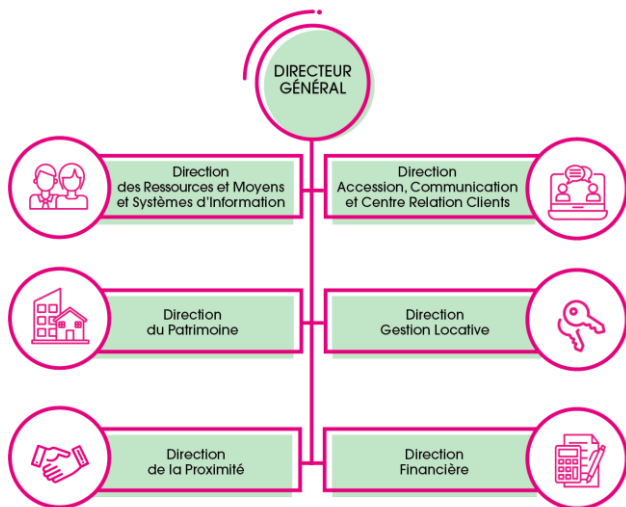 DIRECTEUR
GÉNÉRAL
Direction
des Ressources et Moyens
et Systèmes d'Information
Direction
Accession, Communication
et Centre Relation Clients
Direction
du Patrimoine
Direction
Gestion Locative
Direction
de la Proximité
Direction
Financière